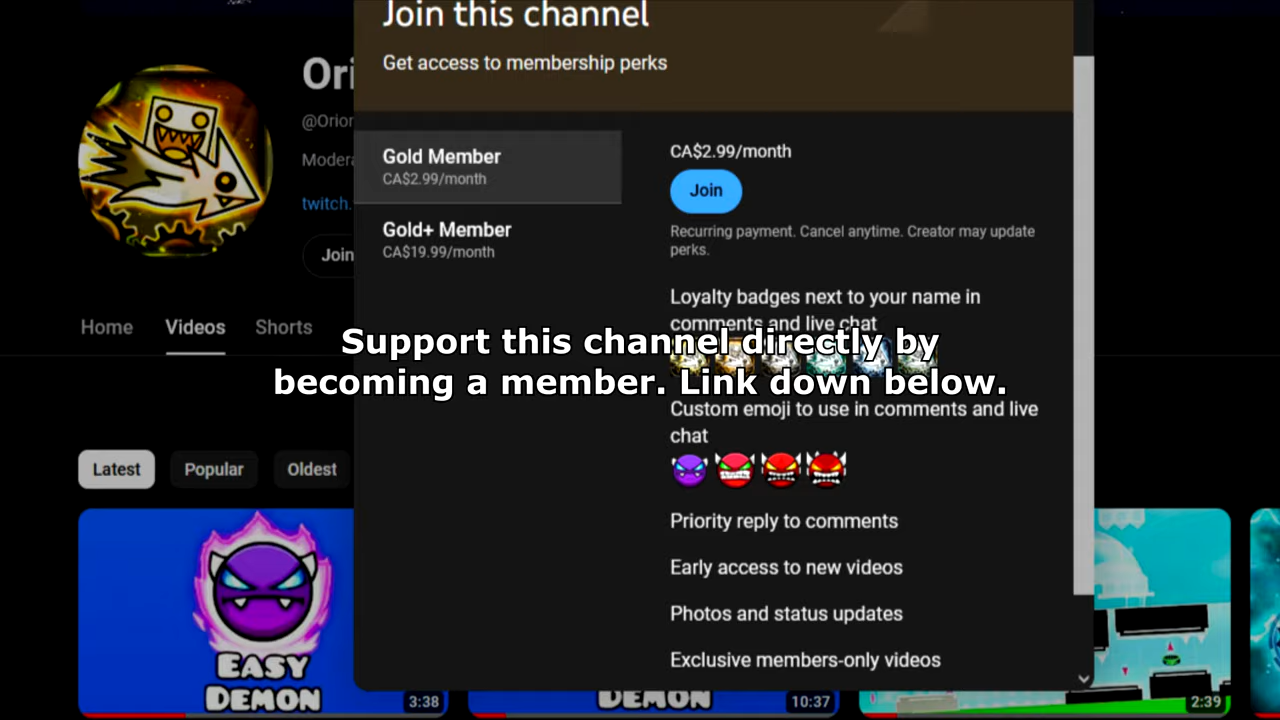 Join this channel
Get access to membership perks
Ori
@Orior
Modera
twitch.
Join
Gold Member
CA$2.99/month
Gold+ Member
CA$19.99/month
CA$2.99/month
Join
Recurring payment. Cancel anytime. Creator may update
perks.
Loyalty badges next to your name in
comments and live chat
Home
Videos
Shorts
Support this channel directly by
becoming a member. Link down below.
Custom emoji to use in comments and live
chat
Latest
Popular
Oldest
Priority reply to comments
Early access to new videos
Photos and status updates
Exclusive members-only videos
EASY
DEMON
3:38
DEMON
10:37
2:39